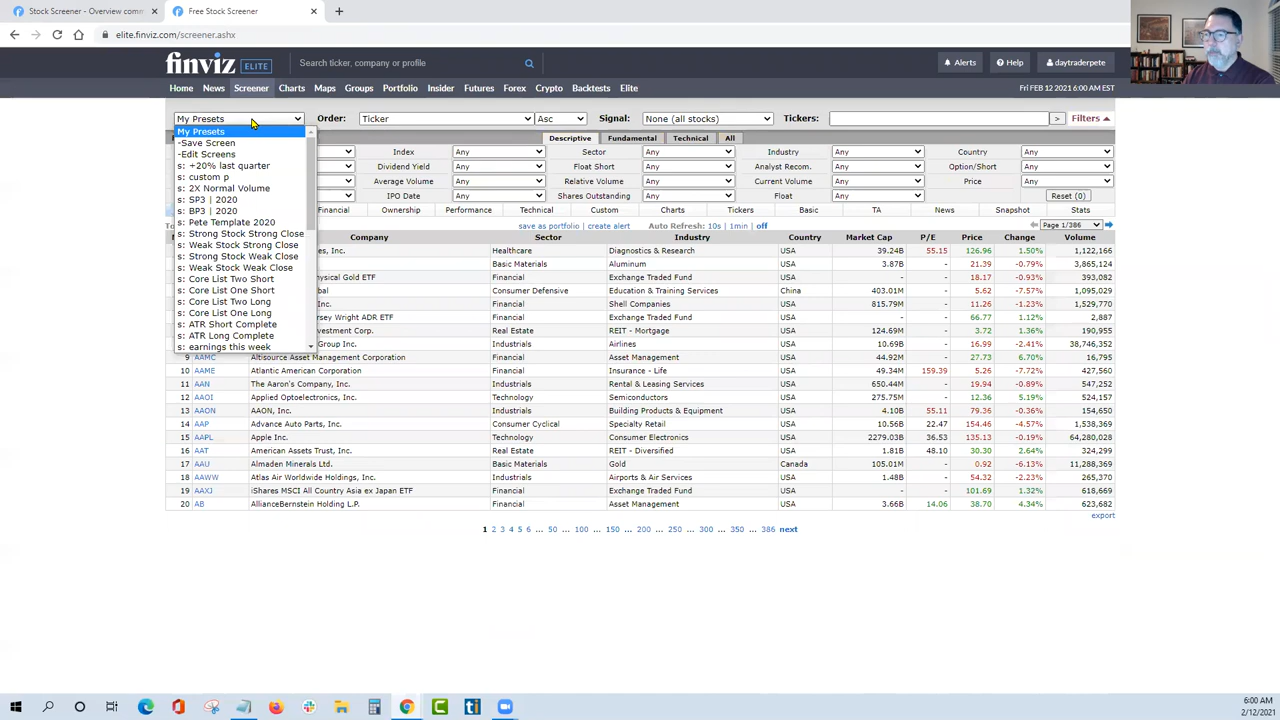 Stock Screener - Overview comm
Free Stock Screener
elite.finviz.com/screener.ashx
finviz ELITE
Search ticker, company or profile
Alerts
Help
daytraderpete
Home News Screener Charts Maps Groups Portfolio Insider Futures Forex Crypto Backtests Elite
Fri FEB 12 2021 6:00 AM EST
My Presets Order: Ticker Asc Signal: None (all stocks) Tickers: > Filters
My Presets
-Save Screen
-Edit Screens
s: +20% last quarter
s: custom p
s: 2X Normal Volume
s: SP3 | 2020
s: BP3 | 2020
s: Pete Template 2020
s: Strong Stock Strong Close
s: Weak Stock Strong Close
s: Strong Stock Weak Close
s: Weak Stock Weak Close
s: Core List Two Short
s: Core List One Short
s: Core List Two Long
s: Core List One Long
s: ATR Short Complete
s: ATR Long Complete
s: earnings this week
Descriptive Fundamental Technical All
Index Any Sector Any Industry Any Country Any
Dividend Yield Any Float Short Any Analyst Recom. Any Option/Short Any
Average Volume Any Relative Volume Any Current Volume Any Price Any
IPO Date Any Shares Outstanding Any Float Any Reset (0)
Financial Ownership Performance Technical Custom Charts Tickers Basic TA News Snapshot Stats
save as portfolio | create alert Auto Refresh: 10s | 1min | off Page 1/386
Company Sector Industry Country Market Cap P/E Price Change Volume
es, Inc. Healthcare Diagnostics & Research USA 39.24B 55.15 126.96 1.50% 1,122,166
Basic Materials Aluminum USA 3.87B - 21.39 -0.79% 3,865,124
ysical Gold ETF Financial Exchange Traded Fund USA - - 18.17 -0.93% 393,082
bal Consumer Defensive Education & Training Services China 403.01M - 5.62 -7.57% 1,095,029
Inc. Financial Shell Companies USA 815.79M - 11.26 -1.23% 1,529,770
rsey Wright ADR ETF Financial Exchange Traded Fund USA - - 66.77 1.12% 2,887
nvestment Corp. Real Estate REIT - Mortgage USA 124.69M - 3.72 1.36% 190,955
Group Inc. Industrials Airlines USA 10.69B - 16.99 -2.41% 38,746,352
9 AAMC Altisource Asset Management Corporation Financial Asset Management USA 44.92M - 27.73 6.70% 16,795
10 AAME Atlantic American Corporation Financial Insurance - Life USA 49.34M 159.39 5.26 -7.72% 427,560
11 AAN The Aaron's Company, Inc. Industrials Rental & Leasing Services USA 650.44M - 19.94 -0.89% 547,252
12 AAOI Applied Optoelectronics, Inc. Technology Semiconductors USA 275.75M - 12.36 5.19% 524,157
13 AAON AAON, Inc. Industrials Building Products & Equipment USA 4.10B 55.11 79.36 -0.36% 154,650
14 AAP Advance Auto Parts, Inc. Consumer Cyclical Specialty Retail USA 10.56B 22.47 154.46 -4.57% 1,538,369
15 AAPL Apple Inc. Technology Consumer Electronics USA 2279.03B 36.53 135.13 -0.19% 64,280,028
16 AAT American Assets Trust, Inc. Real Estate REIT - Diversified USA 1.81B 48.10 30.30 2.64% 324,299
17 AAU Almaden Minerals Ltd. Basic Materials Gold Canada 105.01M - 0.92 -6.13% 11,288,369
18 AAWW Atlas Air Worldwide Holdings, Inc. Industrials Airports & Air Services USA 1.48B - 54.32 -2.23% 265,365
19 AAXJ iShares MSCI All Country Asia ex Japan ETF Financial Exchange Traded Fund USA - - 101.69 1.32% 618,669
20 AB AllianceBernstein Holding L.P. Financial Asset Management USA 3.66B 14.06 38.70 4.34% 623,682
export
1 2 3 4 5 6 ... 50 ... 100 ... 150 ... 200 ... 250 ... 300 ... 350 ... 386 next
6:00 AM
2/12/2021